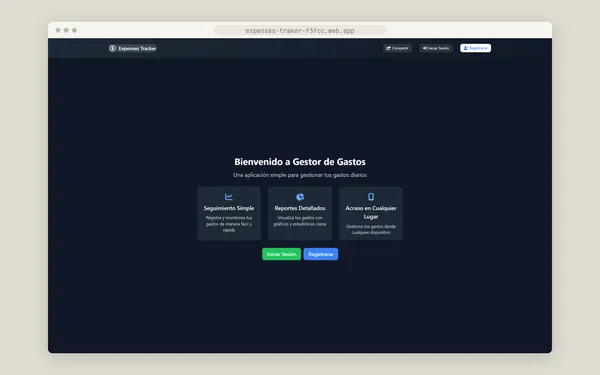 expenses-traker-f3fcc.web.app
Expenses Tracker
Compartir
Iniciar Sesión
Registrarse
Bienvenido a Gestor de Gastos
Una aplicación simple para gestionar tus gastos diarios
Seguimiento Simple
Registra y monitorea tus
gastos de manera fácil y
rápida
Reportes Detallados
Visualiza tus gastos con
gráficos y estadísticas claras
Acceso en Cualquier
Lugar
Gestiona tus gastos desde
cualquier dispositivo
Iniciar Sesión
Registrarse